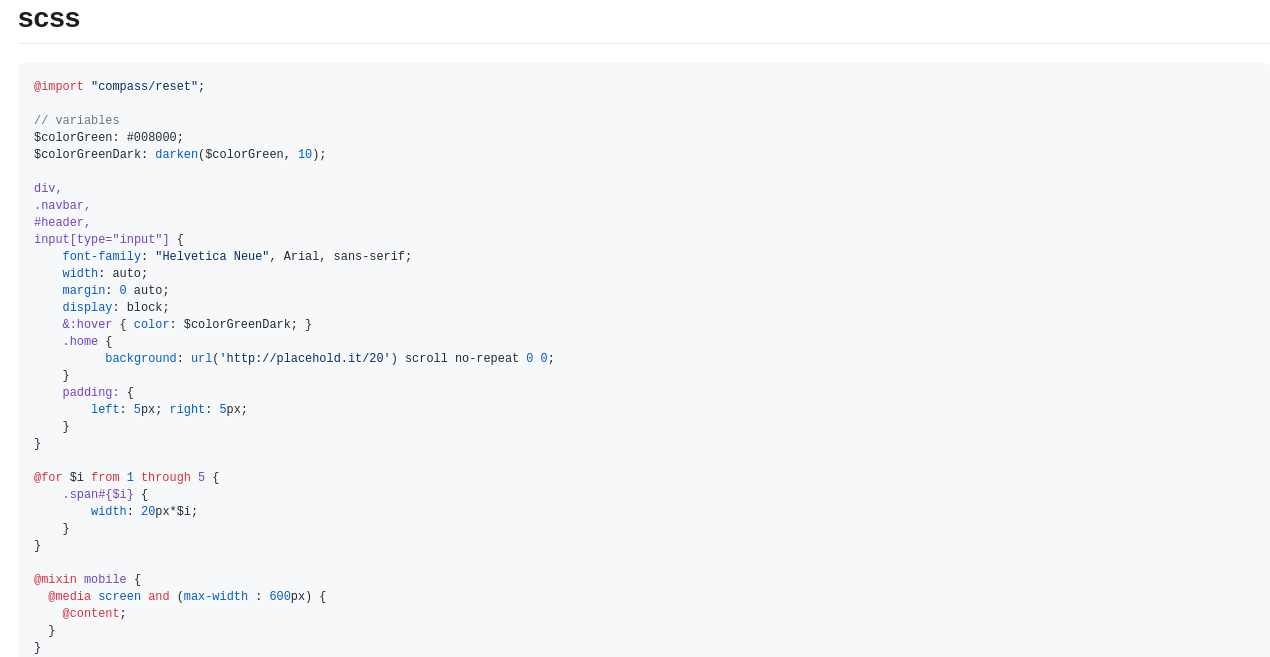 scss
@import "compass/reset";
// variables
$colorGreen: #008000;
$colorGreenDark: darken($colorGreen, 10);
div,
.navbar,
#header,
input[type="input"] {
    font-family: "Helvetica Neue", Arial, sans-serif;
    width: auto;
    margin: 0 auto;
    display: block;
    &:hover { color: $colorGreenDark; }
    .home {
          background: url('http://placehold.it/20') scroll no-repeat 0 0;
    }
    padding: {
        left: 5px; right: 5px;
    }
}
@for $i from 1 through 5 {
    .span#{$i} {
        width: 20px*$i;
    }
}
@mixin mobile {
  @media screen and (max-width : 600px) {
    @content;
  }
}